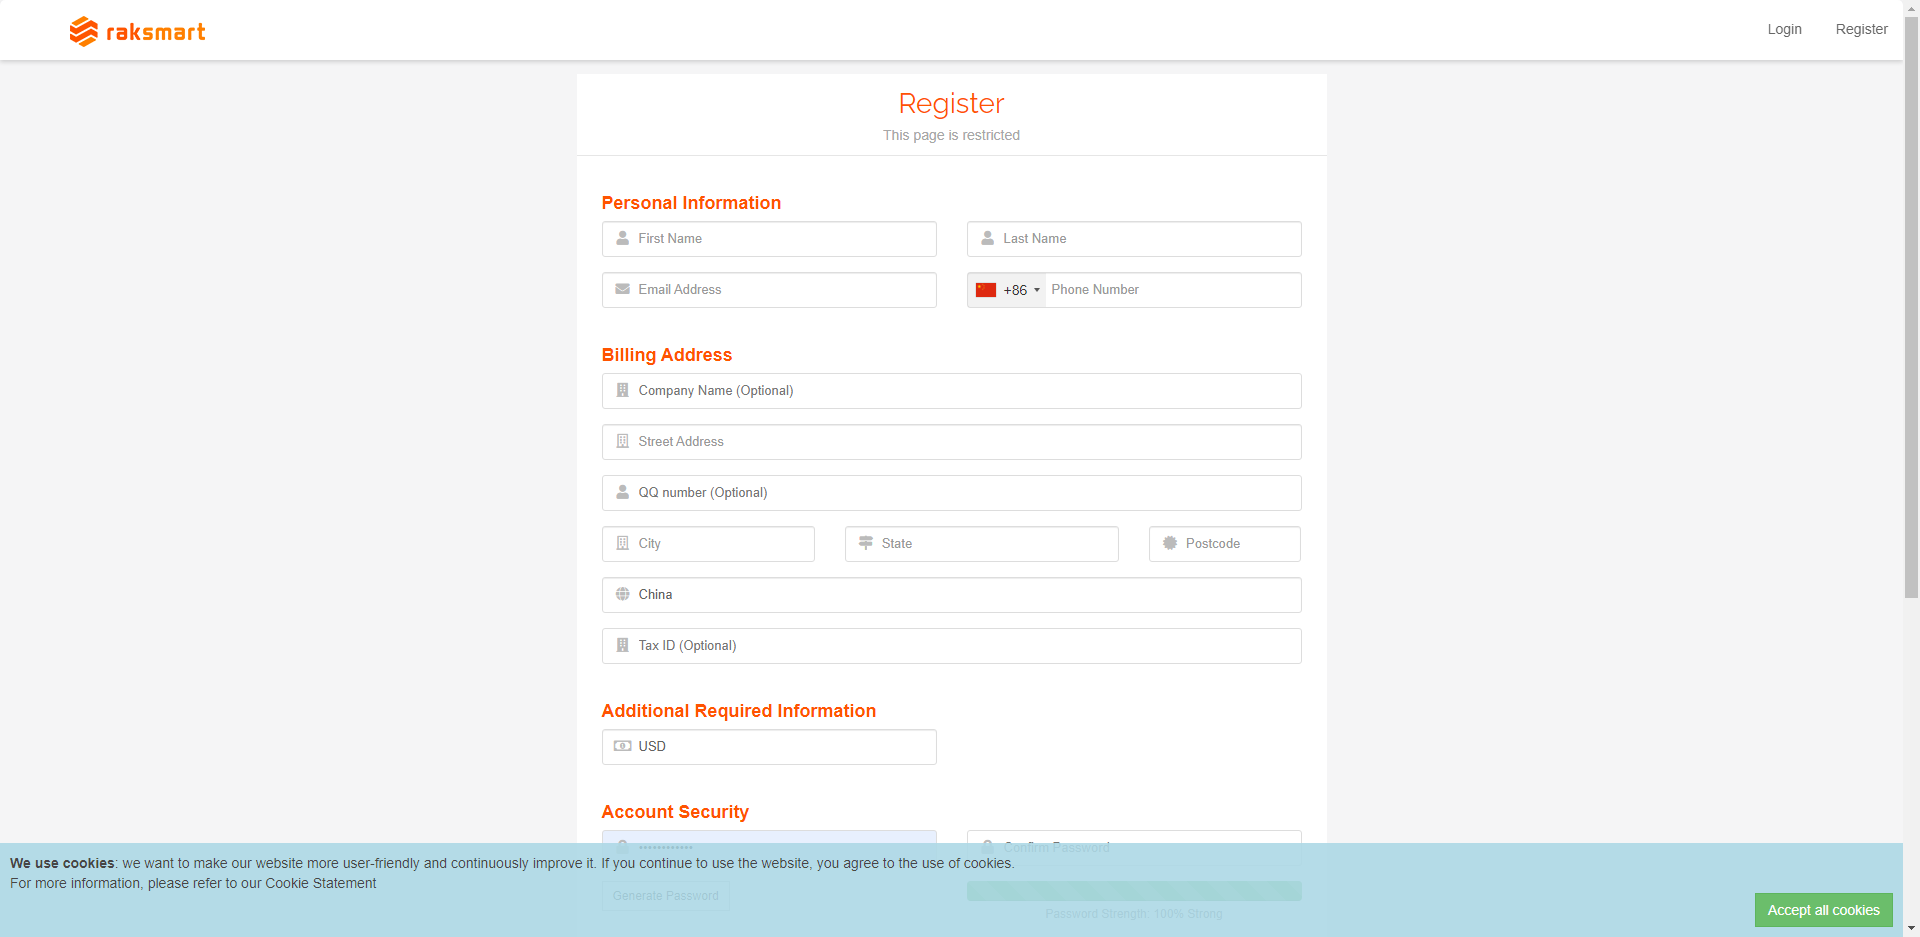 raksmart
Login
Register
Register
This page is restricted
Personal Information
First Name
Last Name
Email Address
+86
Phone Number
Billing Address
Company Name (Optional)
Street Address
QQ number (Optional)
City
State
Postcode
China
Tax ID (Optional)
Additional Required Information
USD
Account Security
••••••••••••
Confirm Password
We use cookies: we want to make our website more user-friendly and continuously improve it. If you continue to use the website, you agree to the use of cookies.
For more information, please refer to our Cookie Statement
Generate Password
Password Strength: 100% Strong
Accept all cookies